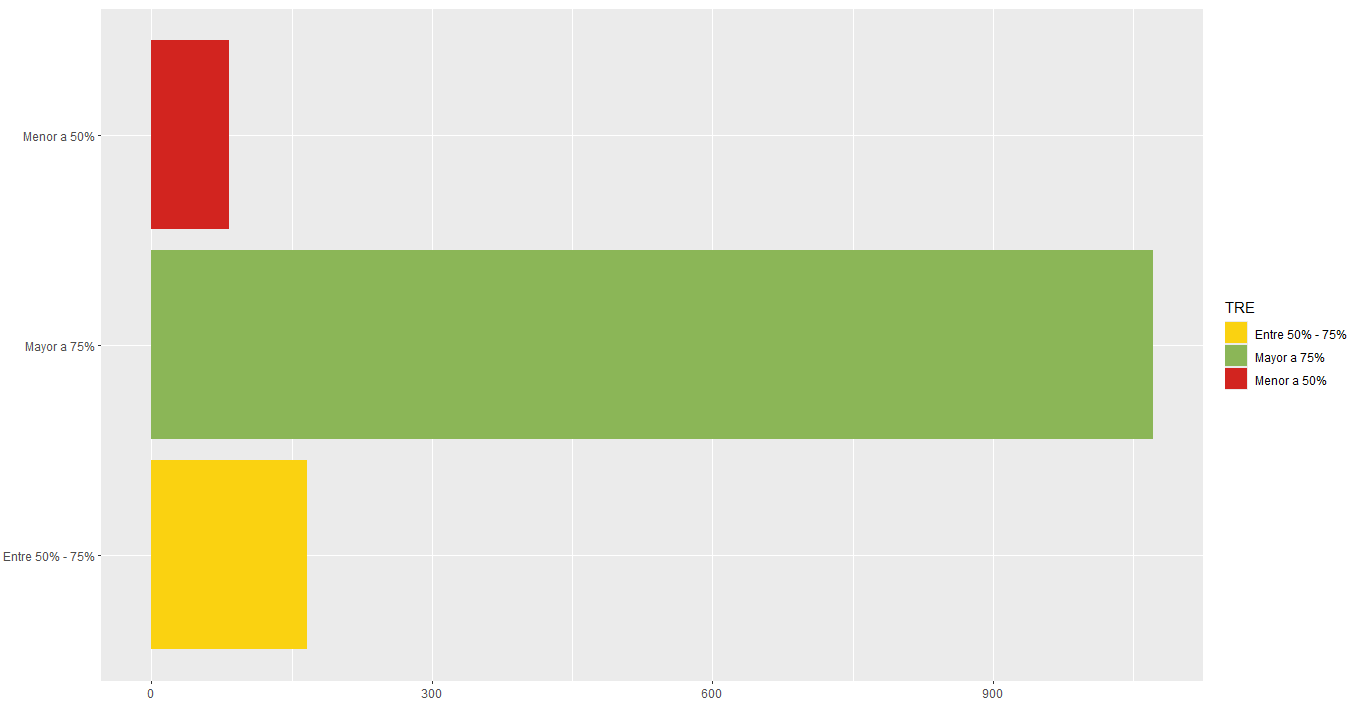 Menor a 50%
Mayor a 75%
Entre 50% - 75%
0
300
600
900
TRE
Entre 50% - 75%
Mayor a 75%
Menor a 50%